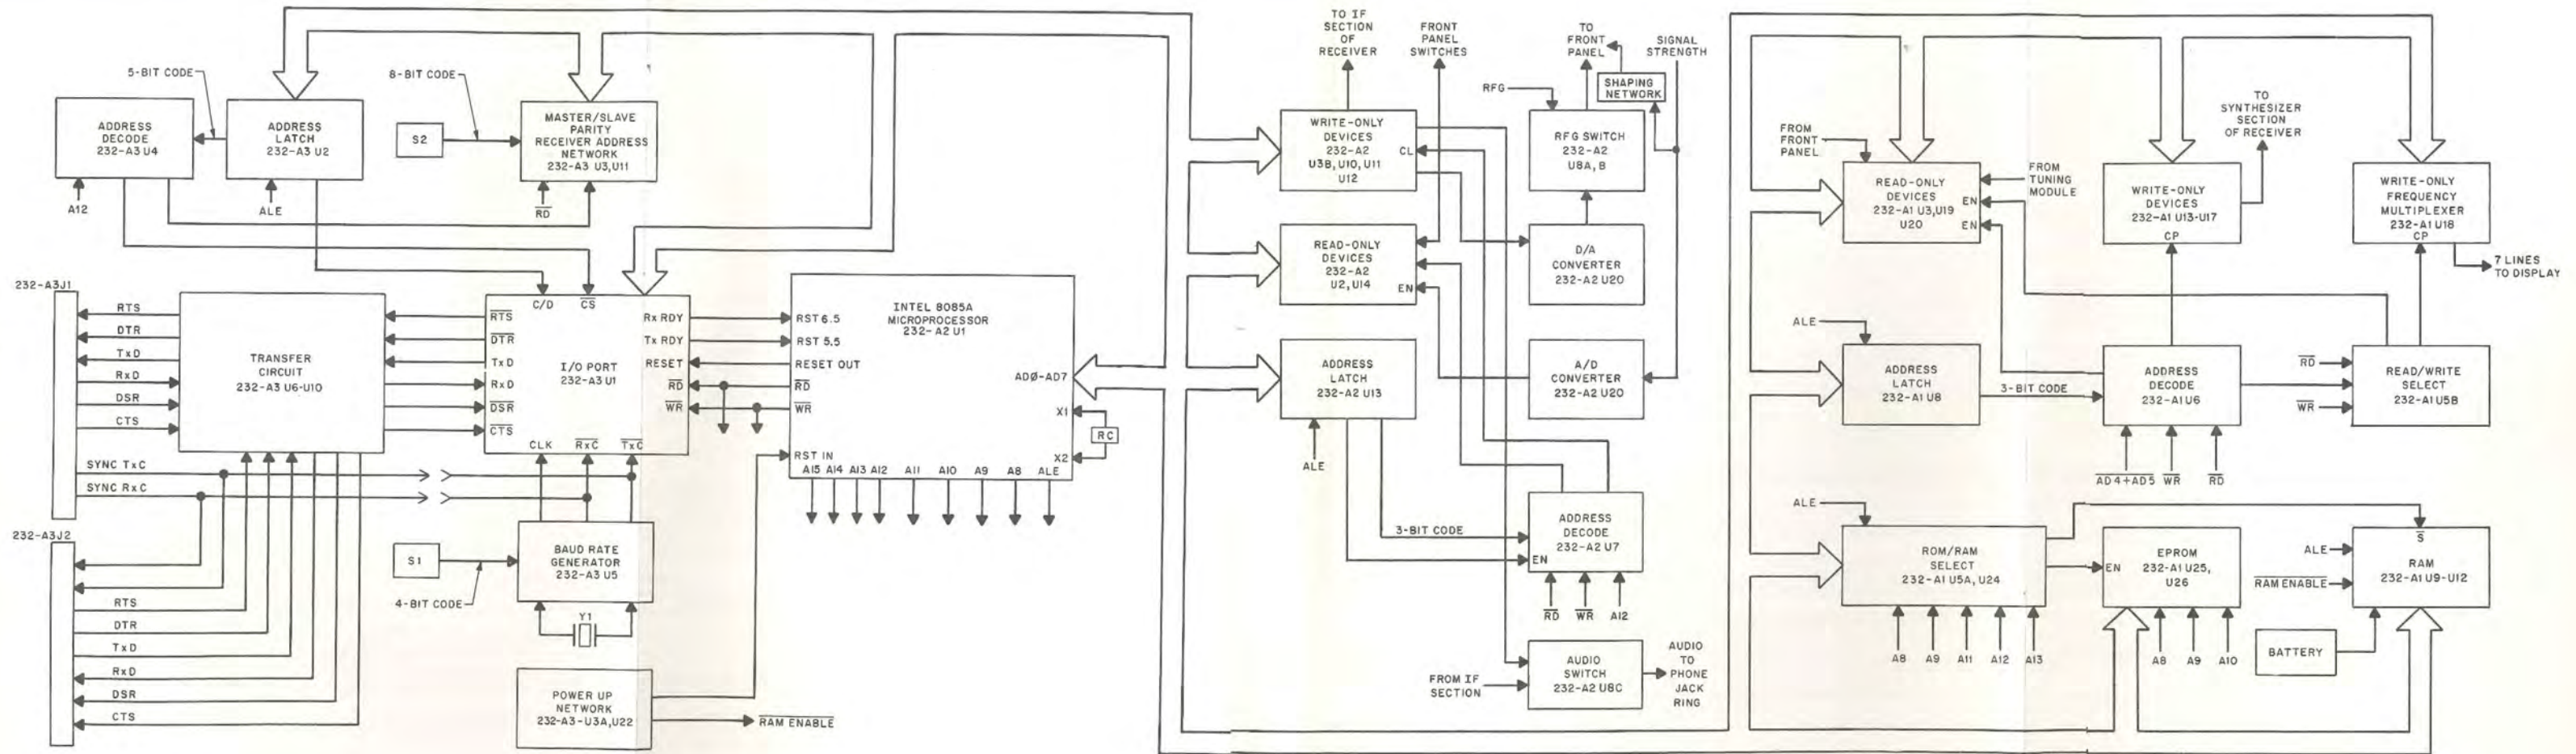 5-BIT CODE
8-BIT CODE
ADDRESS
DECODE
232-A3 U4
A12
ADDRESS
LATCH
232-A3 U2
ALE
S2
MASTER/SLAVE
PARITY
RECEIVER ADDRESS
NETWORK
232-A3 U3,U11
RD
232-A3J1
RTS
DTR
TxD
RxD
DSR
CTS
SYNC TxC
SYNC RxC
TRANSFER
CIRCUIT
232-A3 U6-U10
C/D
CS
RTS
DTR
TxD
RxD
DSR
CTS
I/O PORT
232-A3 U1
Rx RDY
Tx RDY
RESET
RD
WR
CLK
RxC
TxC
INTEL 8085A
MICROPROCESSOR
232-A2 U1
RST 6.5
RST 5.5
RESET OUT
RD
WR
RST IN
ADØ-AD7
X1
X2
RC
A15 A14 A13 A12 A11 A10 A9 A8 ALE
232-A3J2
RTS
DTR
TxD
RxD
DSR
CTS
S1
4-BIT CODE
BAUD RATE
GENERATOR
232-A3 U5
Y1
POWER UP
NETWORK
232-A3-U3A,U22
RAM ENABLE
TO IF
SECTION
OF
RECEIVER
FRONT
PANEL
SWITCHES
TO
FRONT
PANEL
SIGNAL
STRENGTH
SHAPING
NETWORK
RFG
WRITE-ONLY
DEVICES
232-A2
U3B, U10, U11
U12
CL
RFG SWITCH
232-A2
U8A, B
READ-ONLY
DEVICES
232-A2
U2, U14
EN
D/A
CONVERTER
232-A2 U20
ADDRESS
LATCH
232-A2 U13
ALE
A/D
CONVERTER
232-A2 U20
3-BIT CODE
ADDRESS
DECODE
232-A2 U7
EN
RD WR A12
FROM IF
SECTION
AUDIO
SWITCH
232-A2 U8C
AUDIO
TO
PHONE
JACK
RING
FROM
FRONT
PANEL
READ-ONLY
DEVICES
232-A1 U3,U19
U20
EN
EN
FROM
TUNING
MODULE
TO
SYNTHESIZER
SECTION
OF RECEIVER
WRITE-ONLY
DEVICES
232-A1 U13-U17
CP
WRITE-ONLY
FREQUENCY
MULTIPLEXER
232-A1 U18
CP
7 LINES
TO DISPLAY
ALE
ADDRESS
LATCH
232-A1 U8
3-BIT CODE
ADDRESS
DECODE
232-A1 U6
AD4+AD5 WR RD
RD
WR
READ/WRITE
SELECT
232-A1 U5B
ALE
ROM/RAM
SELECT
232-A1 U5A, U24
A8 A9 A11 A12 A13
EN
EPROM
232-A1 U25,
U26
A8 A9 A10
ALE
RAM ENABLE
S
RAM
232-A1 U9-U12
BATTERY